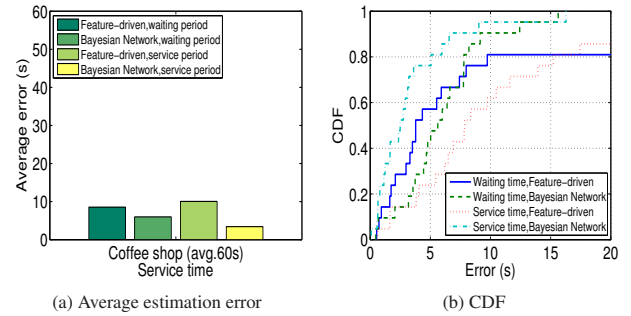 60
50
40
30
20
10
0
Average error (s)
Feature-driven,waiting period
Bayesian Network,waiting period
Feature-driven,service period
Bayesian Network,service period
Coffee shop (avg.60s)
Service time
(a) Average estimation error
1
0.8
0.6
0.4
0.2
0
CDF
Waiting time,Feature-driven
Waiting time,Bayesian Network
Service time,Feature-driven
Service time,Bayesian Network
0 5 10 15 20
Error (s)
(b) CDF